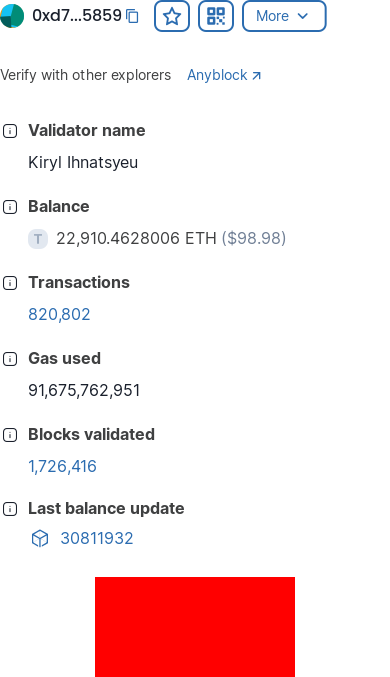 0xd7...5859
More
Verify with other explorers Anyblock
Validator name
Kiryl Ihnatsyeu
Balance
T 22,910.4628006 ETH ($98.98)
Transactions
820,802
Gas used
91,675,762,951
Blocks validated
1,726,416
Last balance update
30811932